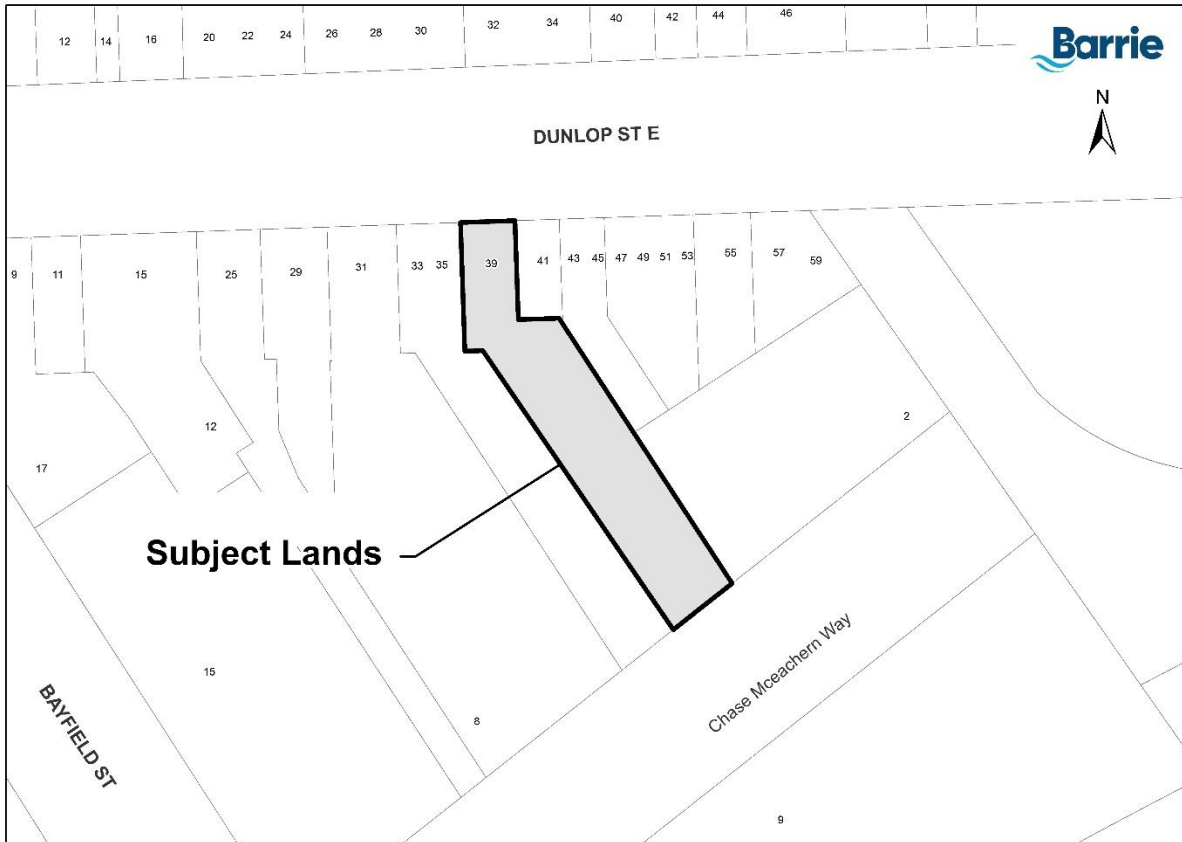 12 14 16 20 22 24 26 28 30 32 34 40 42 44 46
Barrie
N
DUNLOP ST E
9 11 15 25 29 31 33 35 39 41 43 45 47 49 51 53 55 57 59
2
12
17
Subject Lands
Chase Mceachern Way
15
BAYFIELD ST
8
9